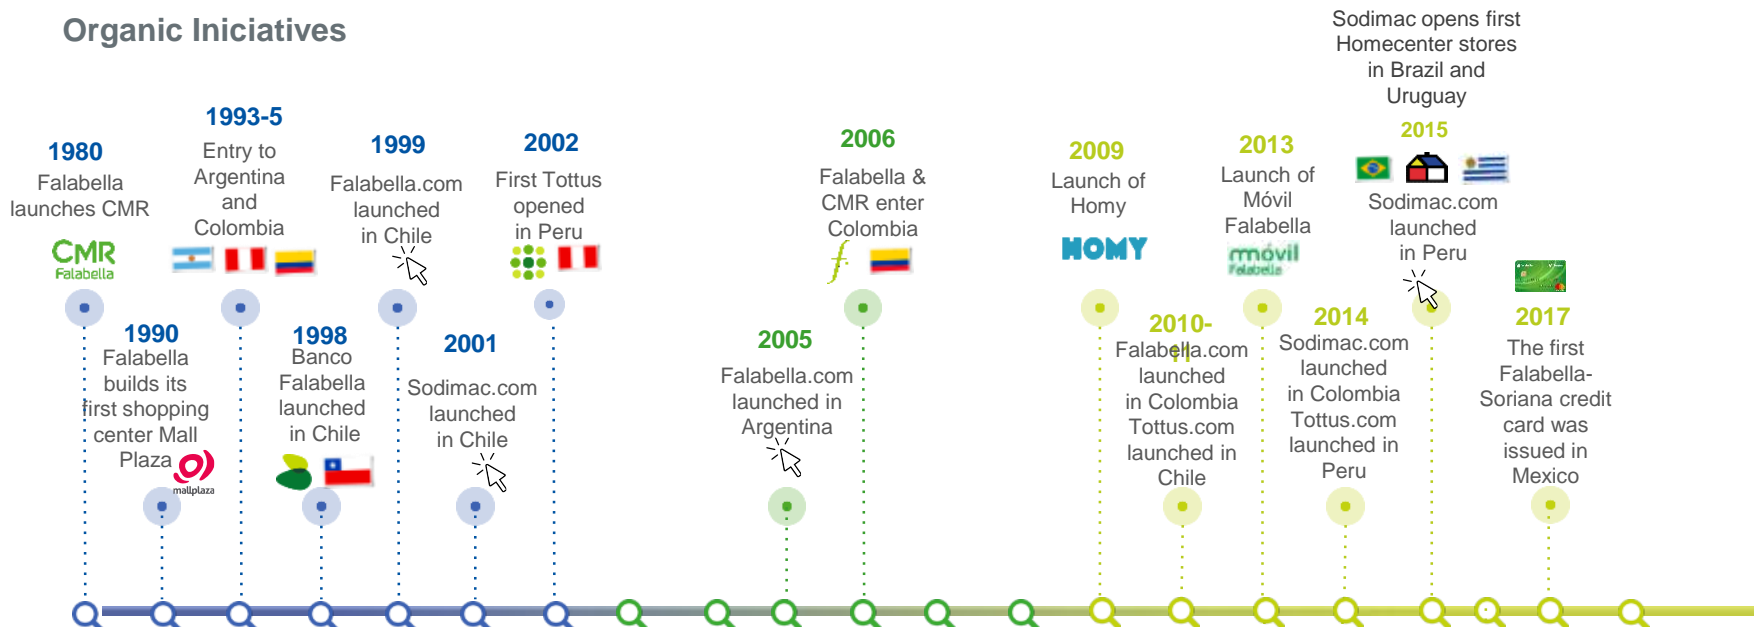 Organic Iniciatives
1980
Falabella
launches CMR
CMR
Falabella
1990
Falabella
builds its
first shopping
center Mall
Plaza
mallplaza
1993-5
Entry to
Argentina
and
Colombia
1998
Banco
Falabella
launched
in Chile
1999
Falabella.com
launched
in Chile
2001
Sodimac.com
launched
in Chile
2002
First Tottus
opened
in Peru
2005
Falabella.com
launched in
Argentina
2006
Falabella &
CMR enter
Colombia
f
2009
Launch of
Homy
HOMY
2010-
11
Falabella.com
launched
in Colombia
Tottus.com
launched in
Chile
2013
Launch of
Móvil
Falabella
móvil
Falabella
2014
Sodimac.com
launched
in Colombia
Tottus.com
launched in
Peru
Sodimac opens first
Homecenter stores
in Brazil and
Uruguay
2015
Sodimac.com
launched
in Peru
2017
The first
Falabella-
Soriana credit
card was
issued in
Mexico